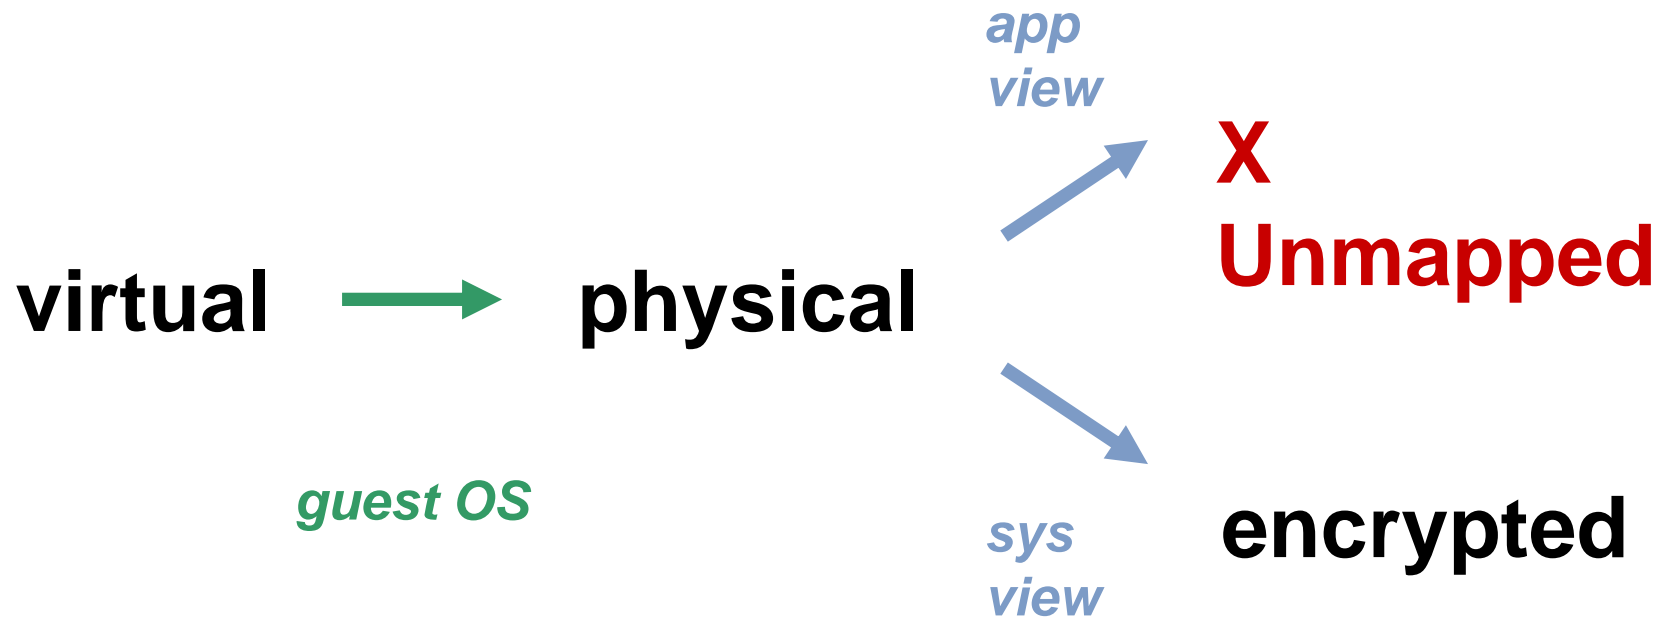 app
view
X
Unmapped
virtual
physical
guest OS
encrypted
sys
view